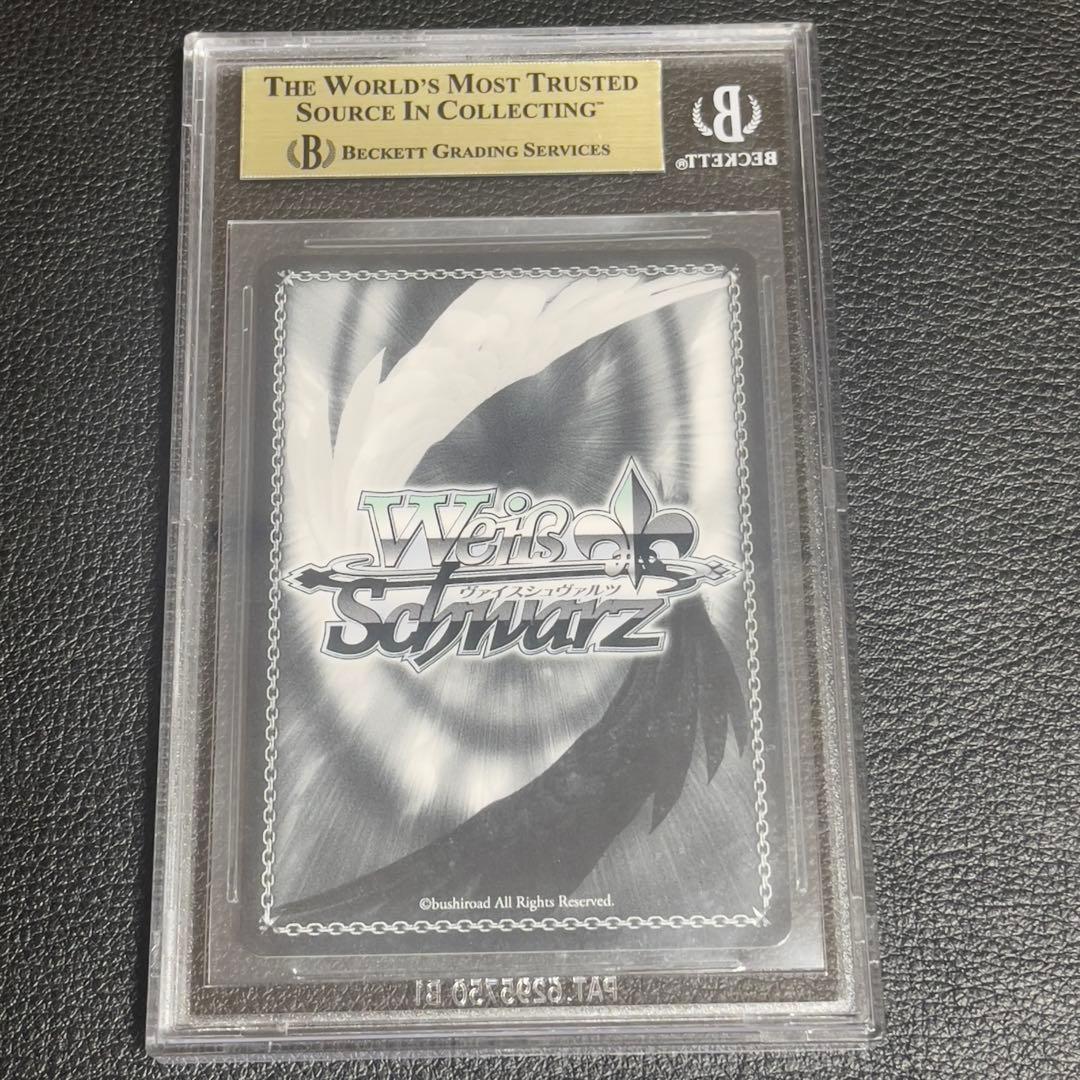 THE WORLD'S MOST TRUSTED
SOURCE IN COLLECTING™
B BECKETT GRADING SERVICES
B
BECKETT®
Weiß
ヴァイスシュヴァルツ
Schwarz
©bushiroad All Rights Reserved.
PAT.6295750 B1